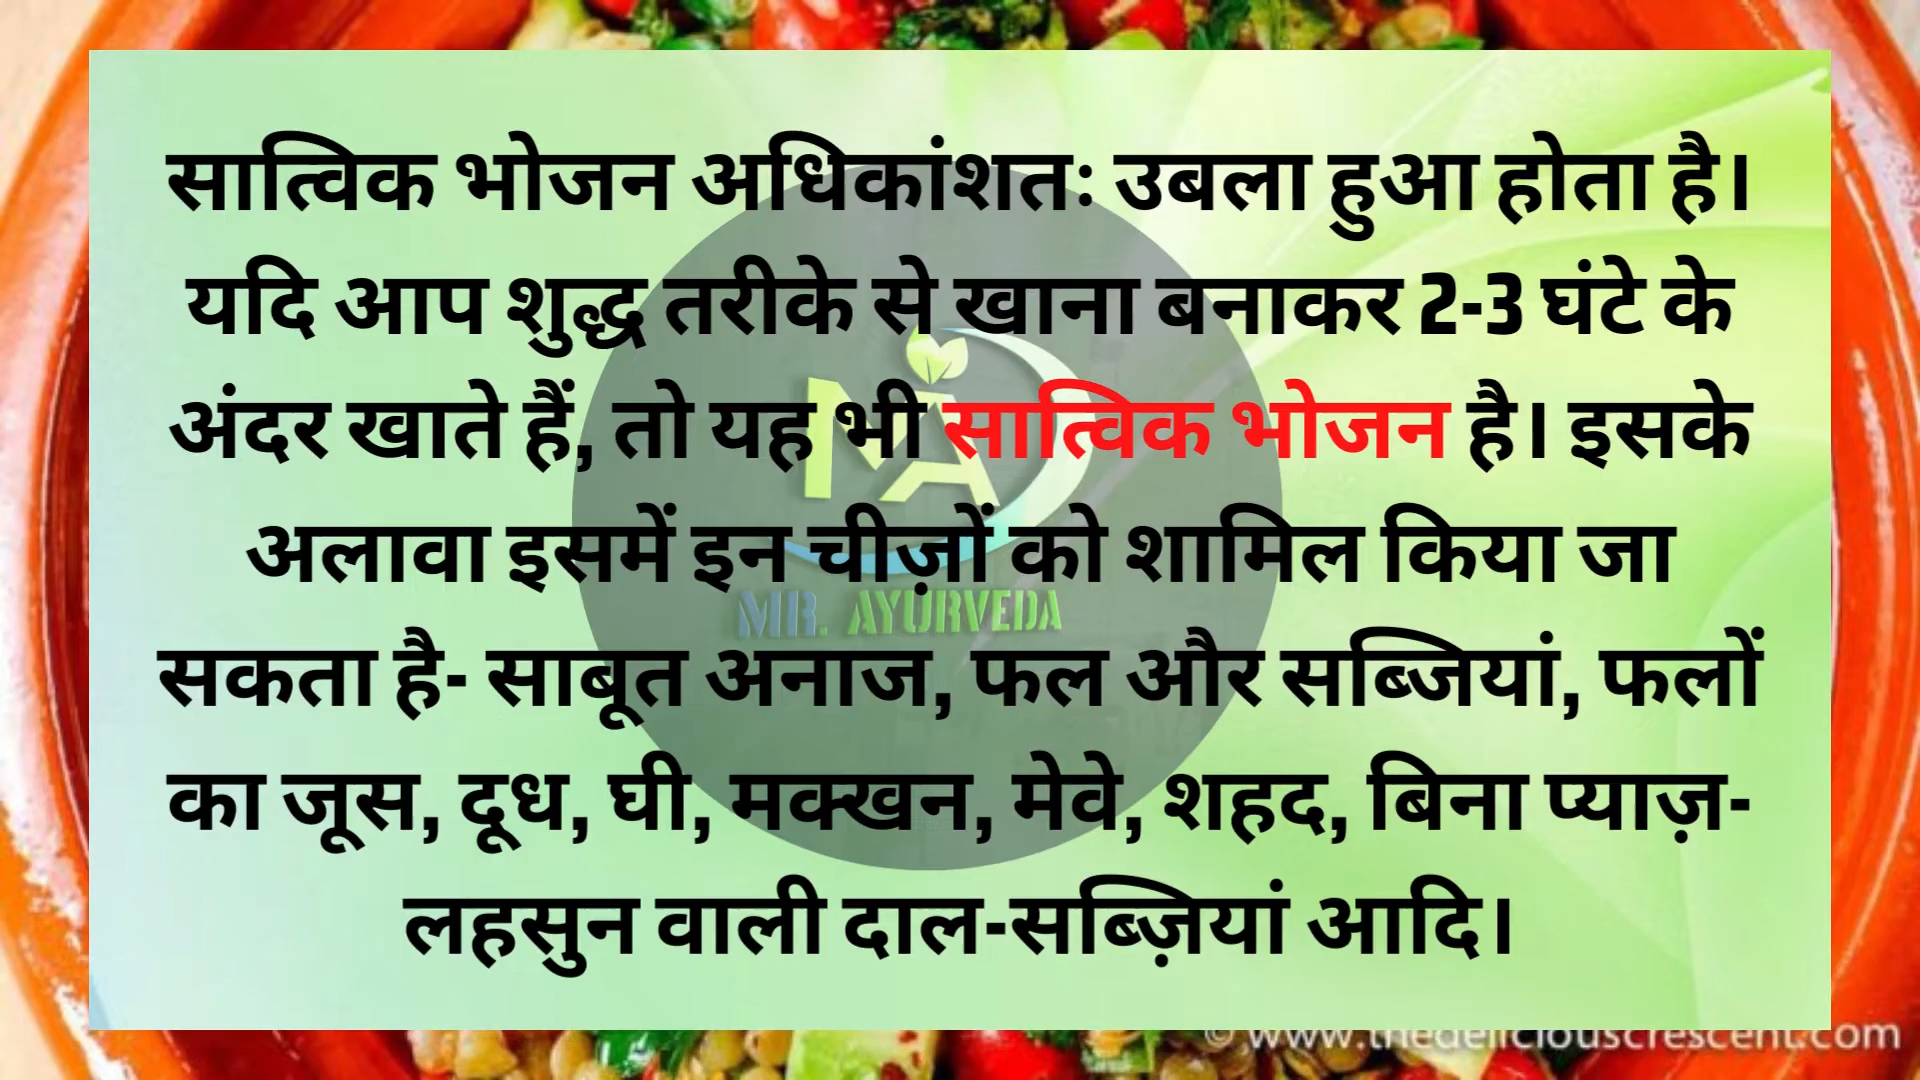 सात्विक भोजन अधिकांशतः उबला हुआ होता है।
यदि आप शुद्ध तरीके से खाना बनाकर 2-3 घंटे के
अंदर खाते हैं, तो यह भी सात्विक भोजन है। इसके
अलावा इसमें इन चीज़ों को शामिल किया जा
सकता है- साबूत अनाज, फल और सब्जियां, फलों
का जूस, दूध, घी, मक्खन, मेवे, शहद, बिना प्याज़-
लहसुन वाली दाल-सब्ज़ियां आदि।
MA
MR. AYURVEDA
© www.thedeliciouscrescent.com